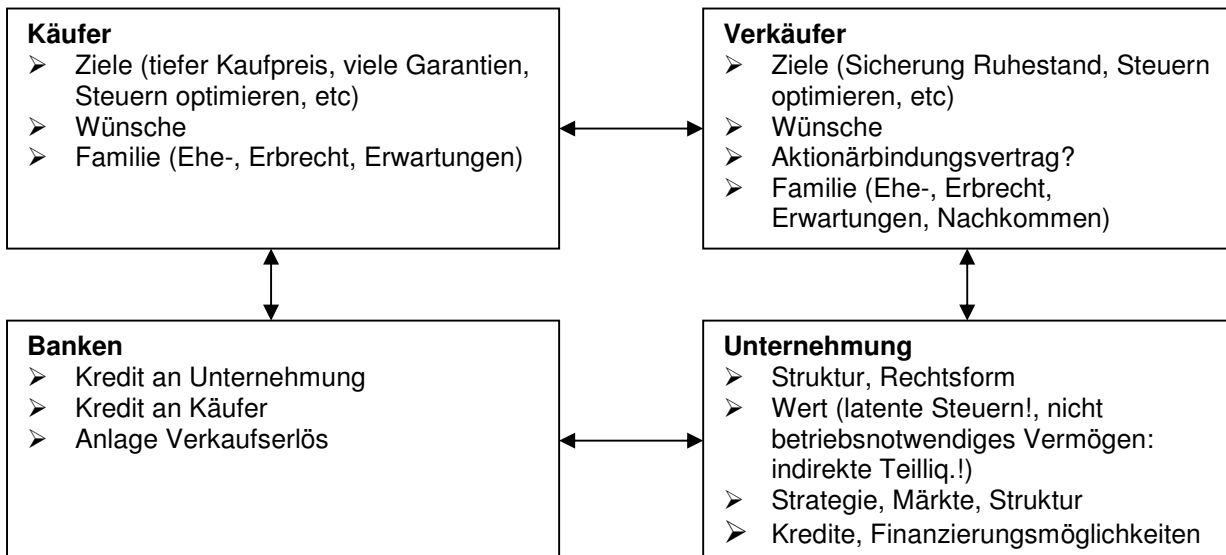 Käufer
➢ Ziele (tiefer Kaufpreis, viele Garantien,
Steuern optimieren, etc)
➢ Wünsche
➢ Familie (Ehe-, Erbrecht, Erwartungen)
Verkäufer
➢ Ziele (Sicherung Ruhestand, Steuern
optimieren, etc)
➢ Wünsche
➢ Aktionärbindungsvertrag?
➢ Familie (Ehe-, Erbrecht,
Erwartungen, Nachkommen)
Banken
➢ Kredit an Unternehmung
➢ Kredit an Käufer
➢ Anlage Verkaufserlös
Unternehmung
➢ Struktur, Rechtsform
➢ Wert (latente Steuern!, nicht
betriebsnotwendiges Vermögen:
indirekte Teilliq.!)
➢ Strategie, Märkte, Struktur
➢ Kredite, Finanzierungsmöglichkeiten